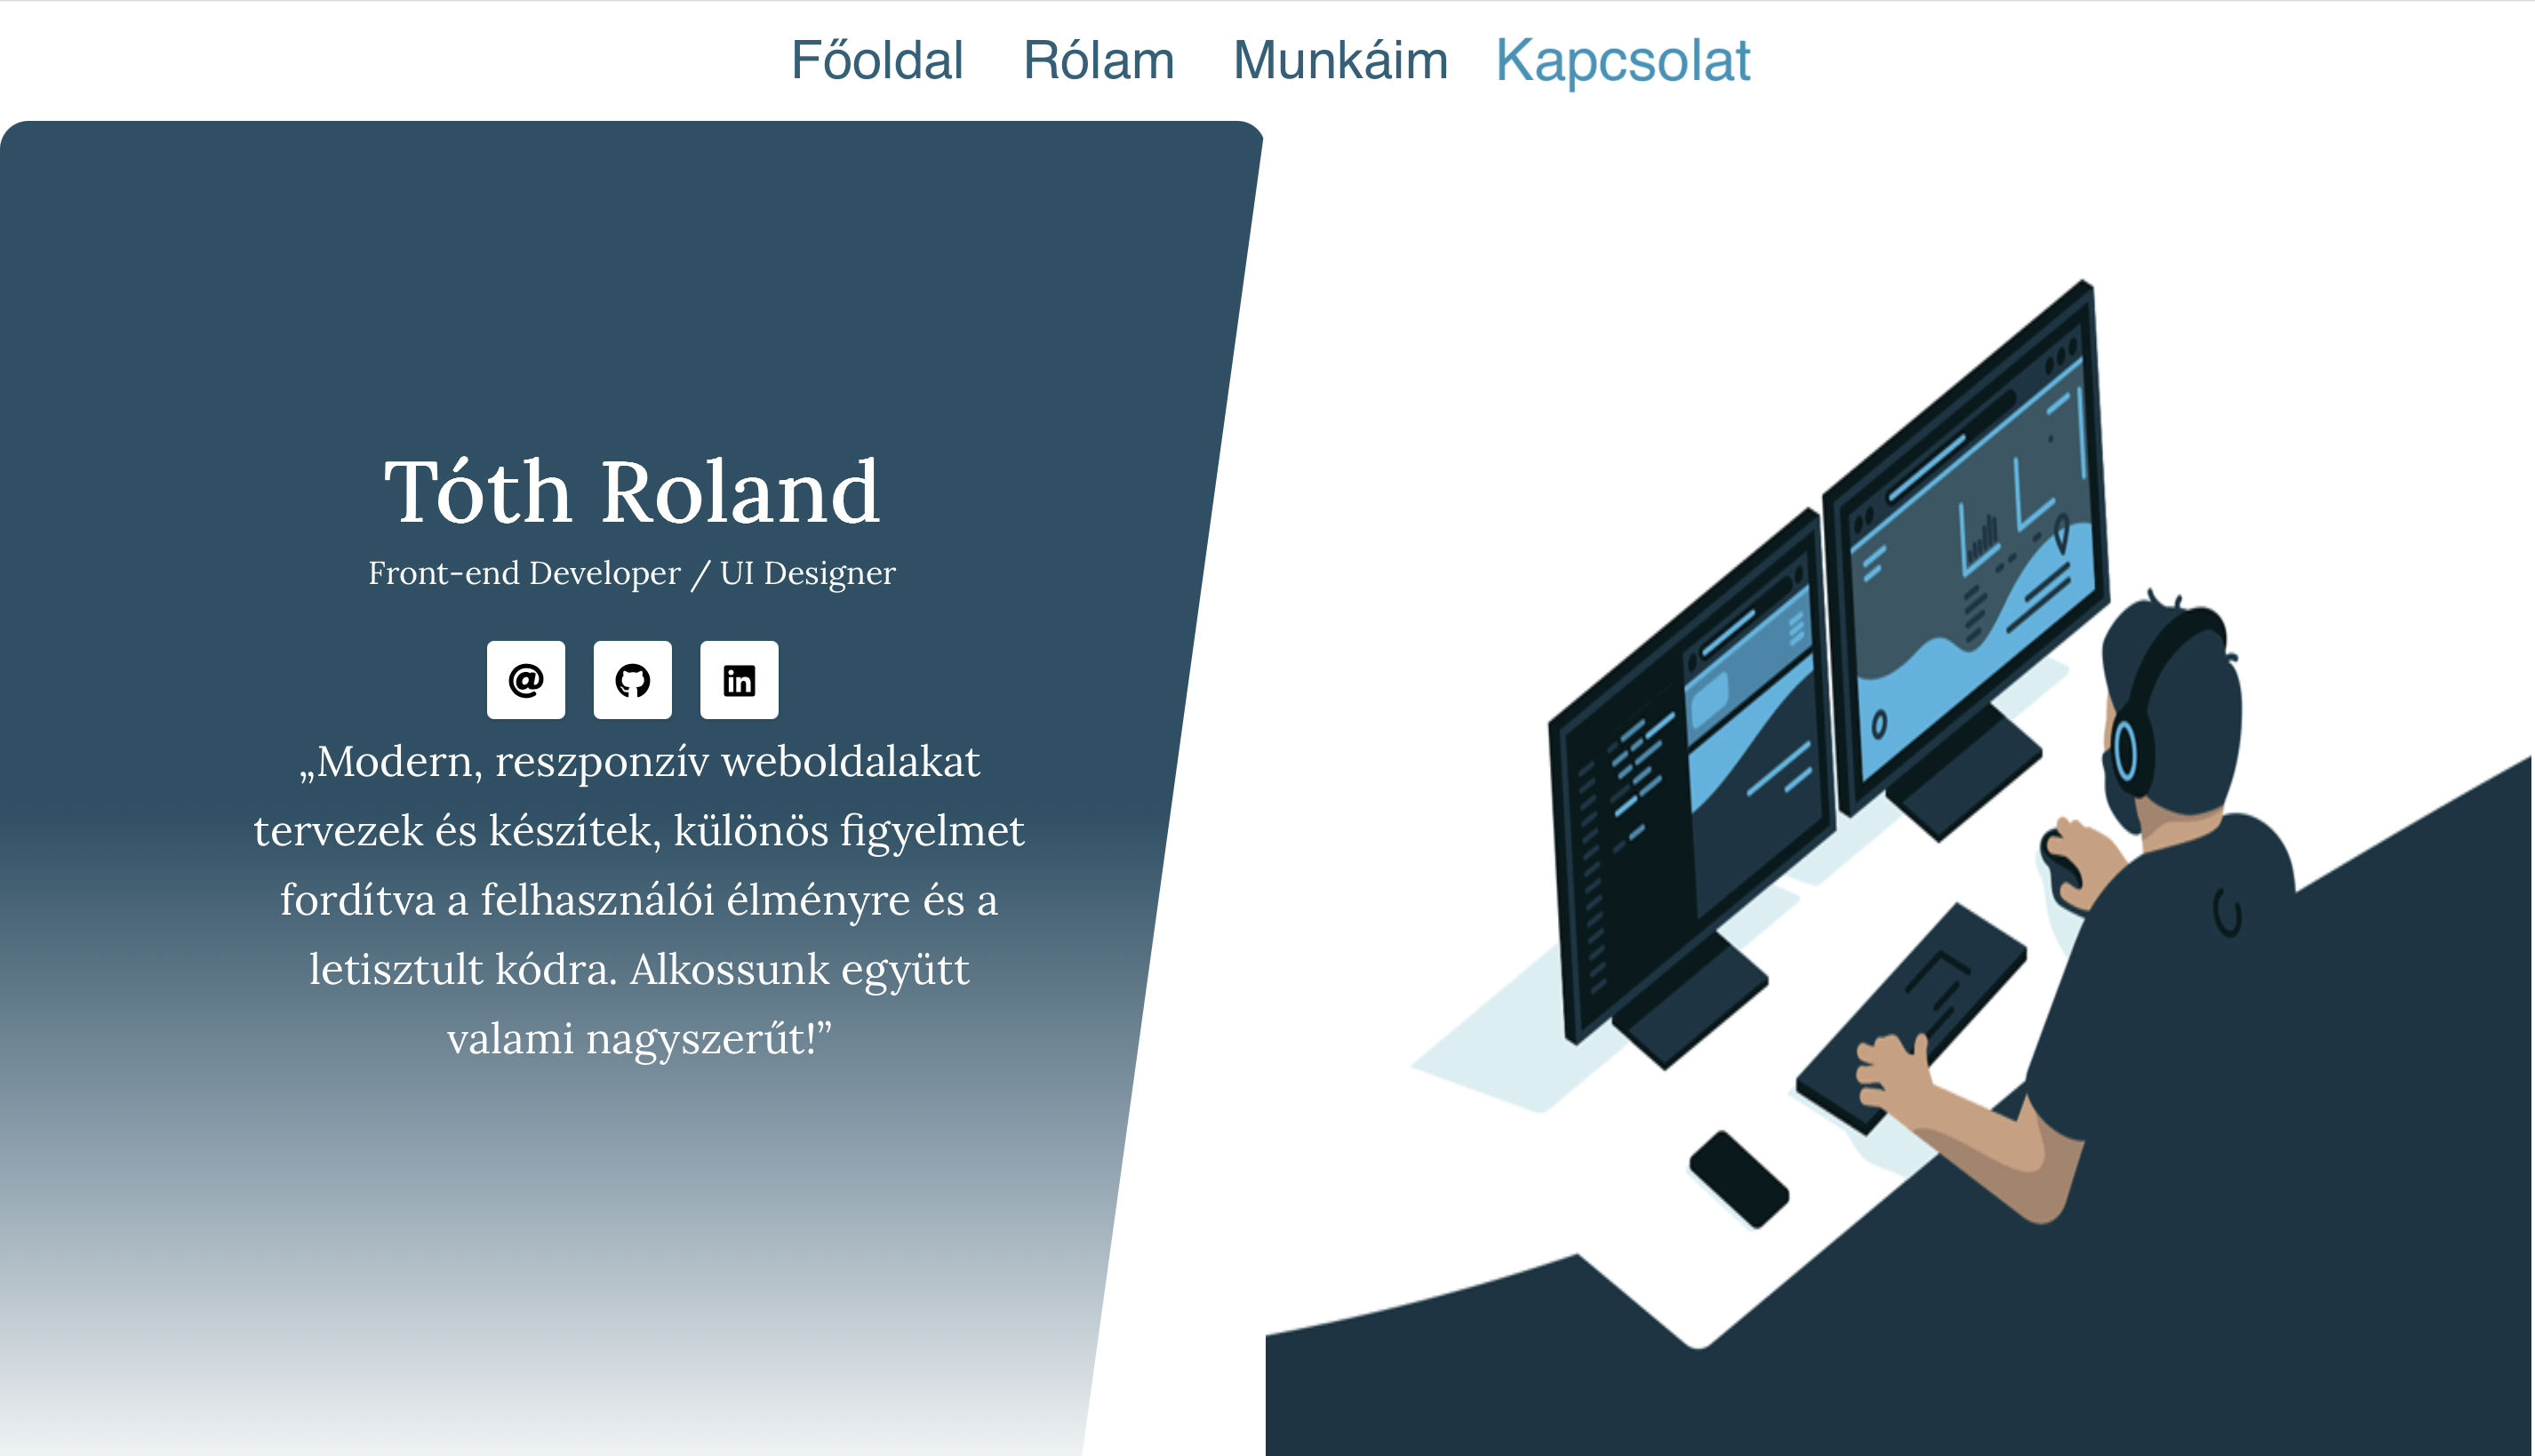 Főoldal Rólam Munkáim Kapcsolat
Tóth Roland
Front-end Developer / UI Designer
„Modern, reszponzív weboldalakat
tervezek és készítek, különös figyelmet
fordítva a felhasználói élményre és a
letisztult kódra. Alkossunk együtt
valami nagyszerűt!”